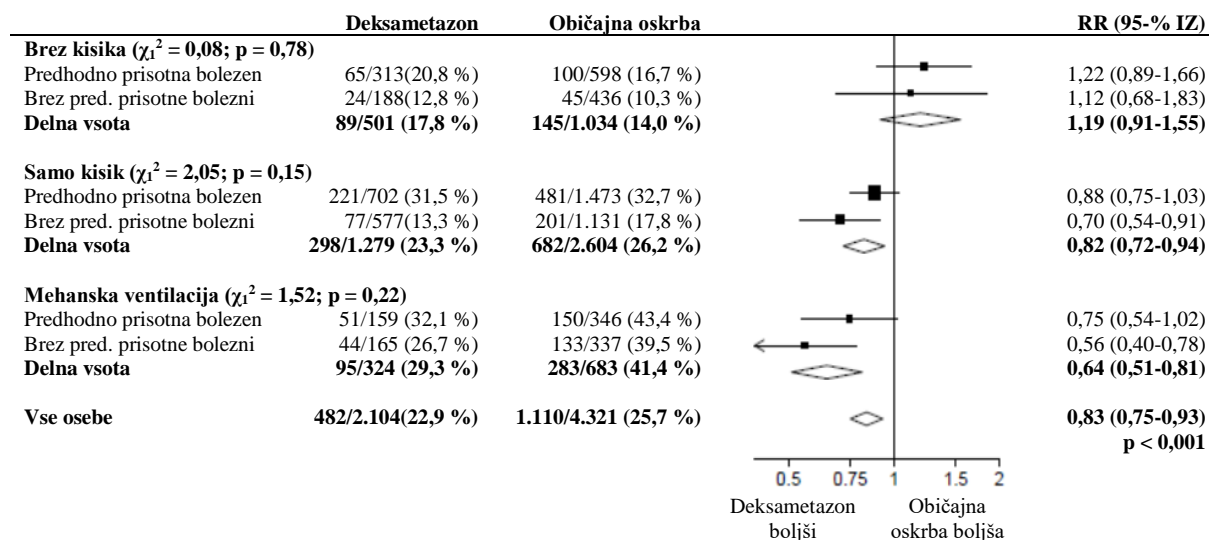 Deksametazon Običajna oskrba RR (95-% IZ)
Brez kisika (χ₁² = 0,08; p = 0,78)
Predhodno prisotna bolezen 65/313(20,8 %) 100/598 (16,7 %) 1,22 (0,89-1,66)
Brez pred. prisotne bolezni 24/188(12,8 %) 45/436 (10,3 %) 1,12 (0,68-1,83)
Delna vsota 89/501 (17,8 %) 145/1.034 (14,0 %) 1,19 (0,91-1,55)
Samo kisik (χ₁² = 2,05; p = 0,15)
Predhodno prisotna bolezen 221/702 (31,5 %) 481/1.473 (32,7 %) 0,88 (0,75-1,03)
Brez pred. prisotne bolezni 77/577(13,3 %) 201/1.131 (17,8 %) 0,70 (0,54-0,91)
Delna vsota 298/1.279 (23,3 %) 682/2.604 (26,2 %) 0,82 (0,72-0,94)
Mehanska ventilacija (χ₁² = 1,52; p = 0,22)
Predhodno prisotna bolezen 51/159 (32,1 %) 150/346 (43,4 %) 0,75 (0,54-1,02)
Brez pred. prisotne bolezni 44/165 (26,7 %) 133/337 (39,5 %) 0,56 (0,40-0,78)
Delna vsota 95/324 (29,3 %) 283/683 (41,4 %) 0,64 (0,51-0,81)
Vse osebe 482/2.104(22,9 %) 1.110/4.321 (25,7 %) 0,83 (0,75-0,93)
p < 0,001
0.5 0.75 1 1.5 2
Deksametazon Običajna
boljši oskrba boljša